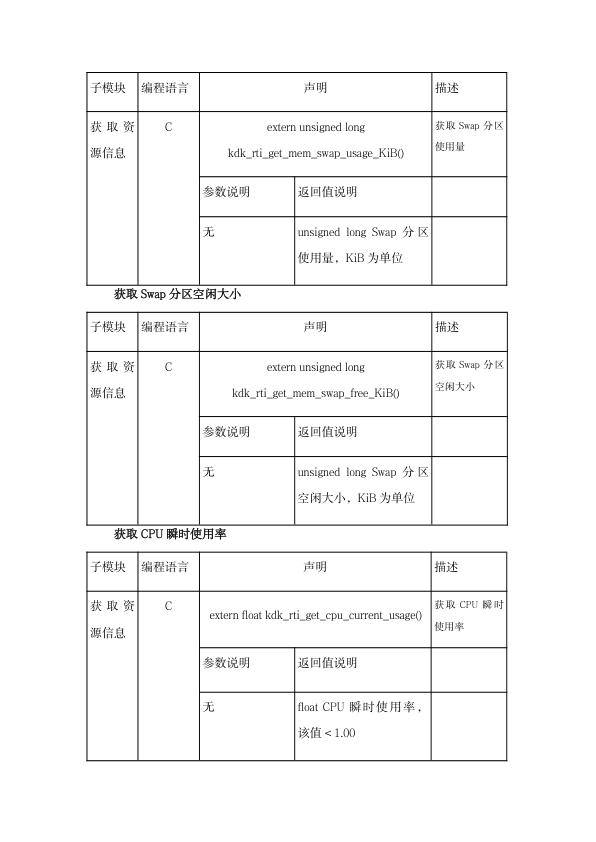 子模块 编程语言 声明 描述
获取资 C extern unsigned long 获取 Swap 分区
源信息 kdk_rti_get_mem_swap_usage_KiB() 使用量
参数说明 返回值说明
无 unsigned long Swap 分区
使用量，KiB 为单位
获取 Swap 分区空闲大小
子模块 编程语言 声明 描述
获取资 C extern unsigned long 获取 Swap 分区
源信息 kdk_rti_get_mem_swap_free_KiB() 空闲大小
参数说明 返回值说明
无 unsigned long Swap 分区
空闲大小，KiB 为单位
获取 CPU 瞬时使用率
子模块 编程语言 声明 描述
获取资 C extern float kdk_rti_get_cpu_current_usage() 获取 CPU 瞬时
源信息 使用率
参数说明 返回值说明
无 float CPU 瞬时使用率，
该值 < 1.00